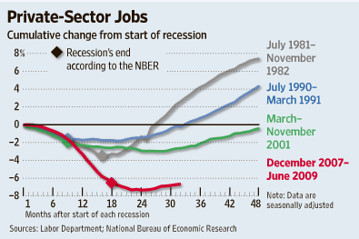 Private-Sector Jobs
Cumulative change from start of recession
8%
6
4
2
0
−2
−4
−6
−8
Recession's end
according to the NBER
July 1981–
November
1982
July 1990–
March 1991
March–
November
2001
December 2007–
June 2009
1 6 12 18 24 30 36 42 48
Months after start of each recession
Note: Data are
seasonally adjusted
Sources: Labor Department; National Bureau of Economic Research